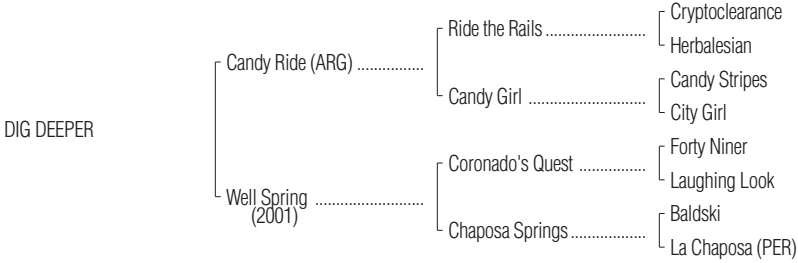 Cryptoclearance
Ride the Rails ........................
Herbalesian
Candy Ride (ARG) ................
Candy Stripes
Candy Girl ............................
City Girl
DIG DEEPER
Forty Niner
Coronado's Quest ................
Laughing Look
Well Spring ..........................
(2001)
Baldski
Chaposa Springs..................
La Chaposa (PER)